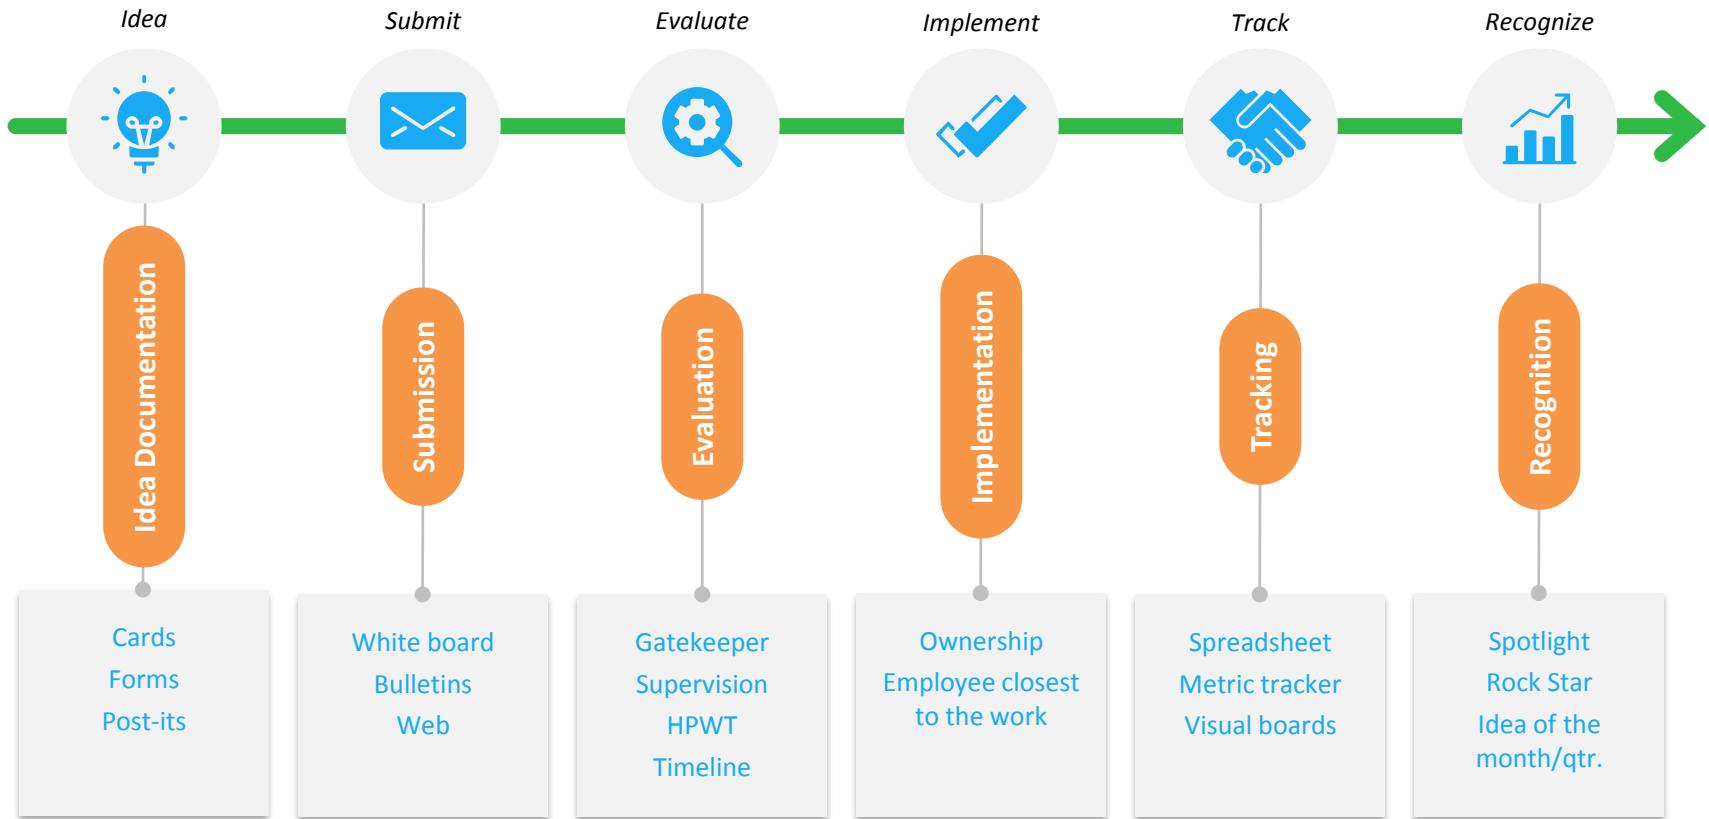 Idea
Submit
Evaluate
Implement
Track
Recognize
Idea Documentation
Submission
Evaluation
Implementation
Tracking
Recognition
Cards
Forms
Post-its
White board
Bulletins
Web
Gatekeeper
Supervision
HPWT
Timeline
Ownership
Employee closest
to the work
Spreadsheet
Metric tracker
Visual boards
Spotlight
Rock Star
Idea of the
month/qtr.